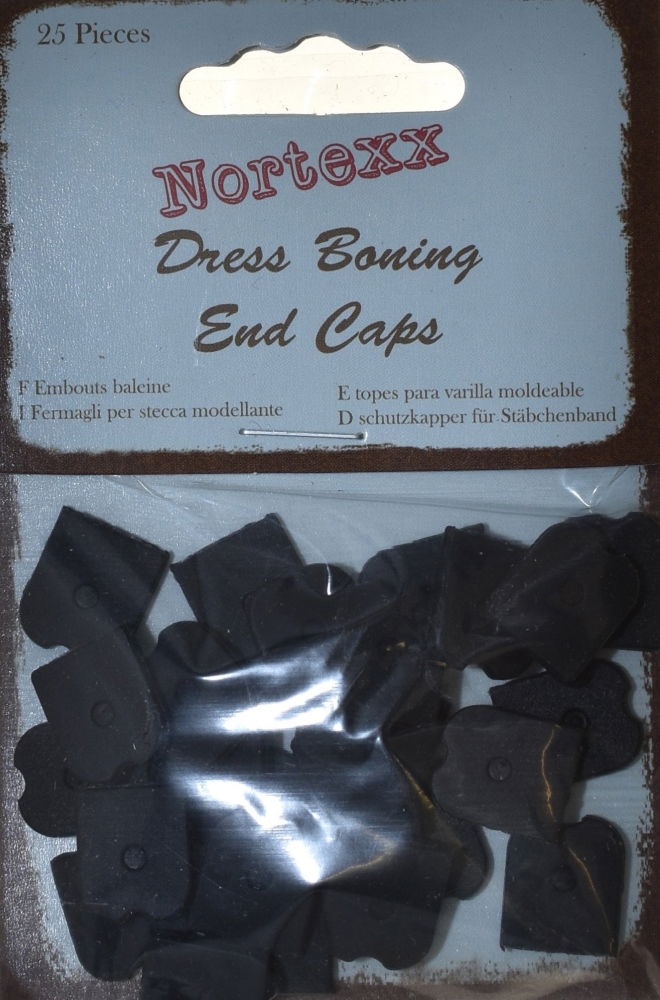 25 Pieces
Nortexx
Dress Boning
End Caps
F Embouts baleine
I Fermagli per stecca modellante
E topes para varilla moldeable
D schutzkapper für Stäbchenband